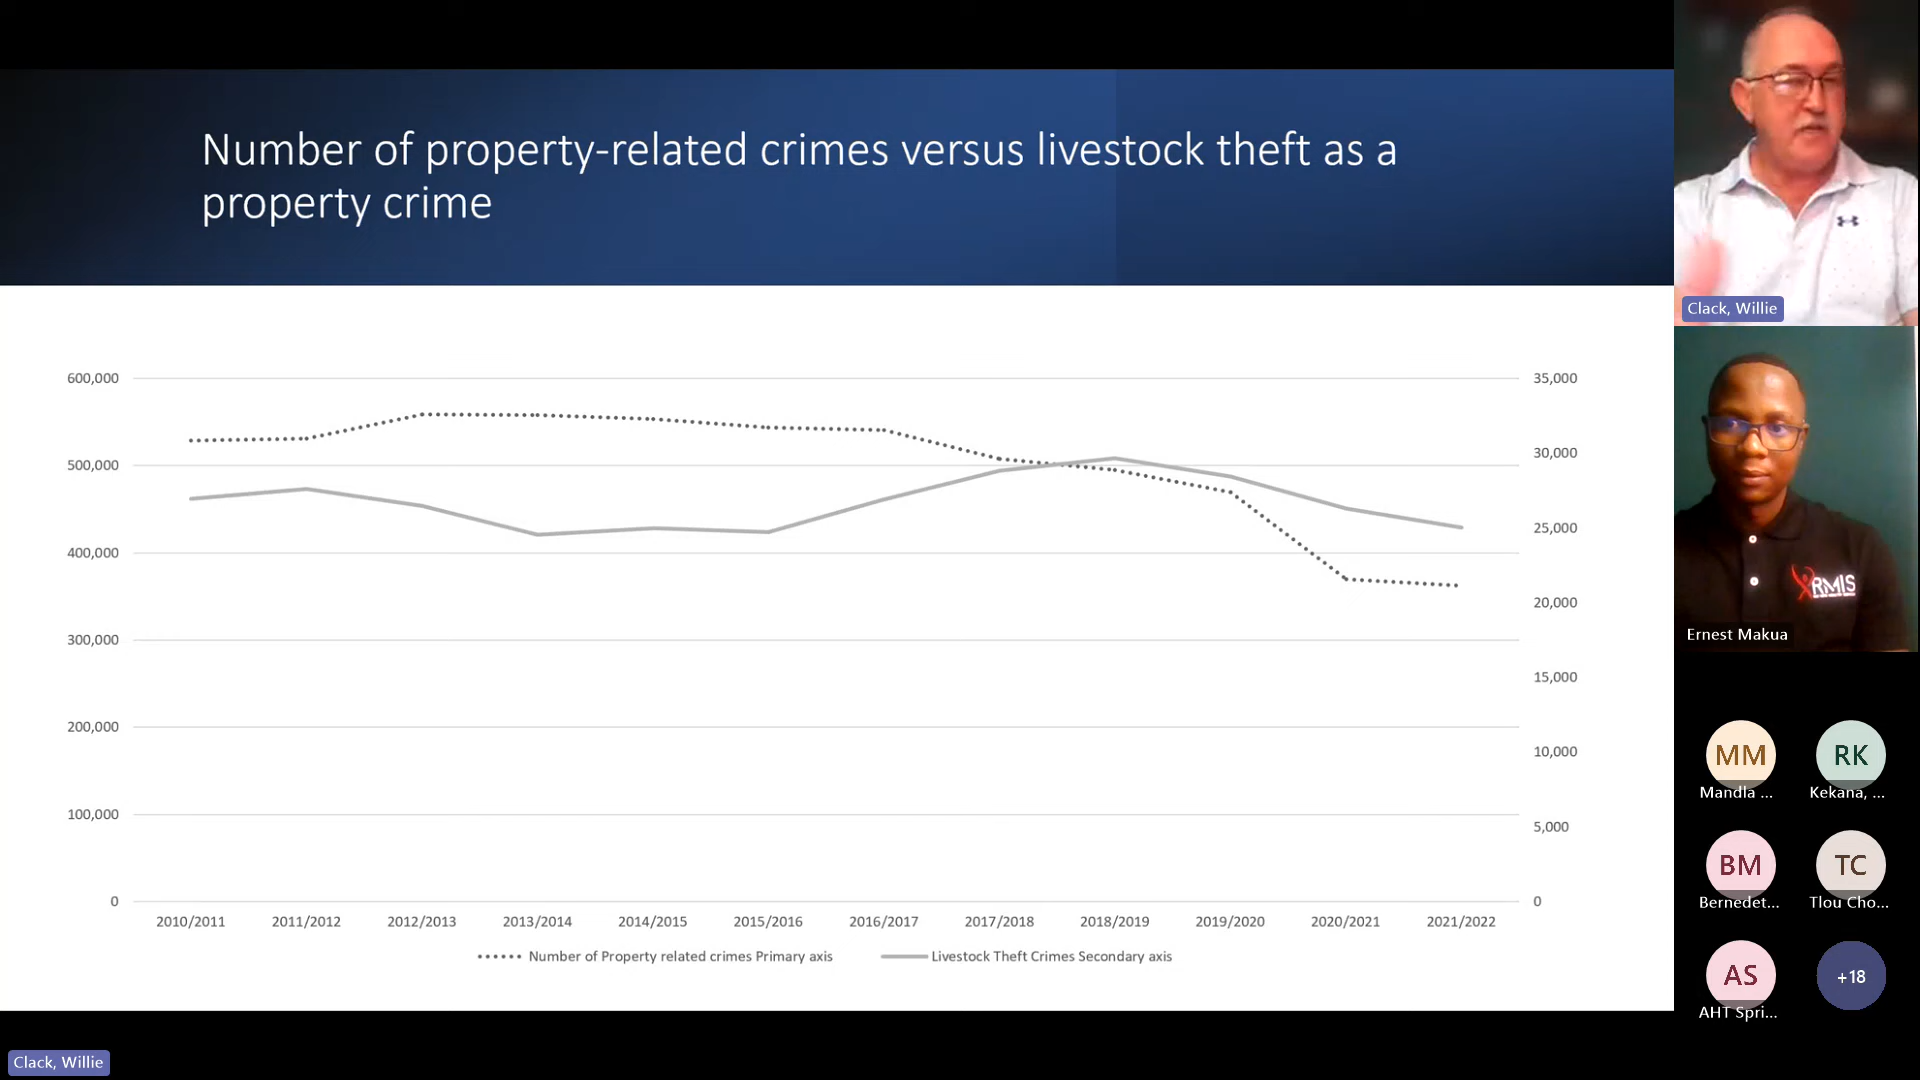 Number of property-related crimes versus livestock theft as a
property crime
600,000
500,000
400,000
300,000
200,000
100,000
0
35,000
30,000
25,000
20,000
15,000
10,000
5,000
0
2010/2011 2011/2012 2012/2013 2013/2014 2014/2015 2015/2016 2016/2017 2017/2018 2018/2019 2019/2020 2020/2021 2021/2022
Number of Property related crimes Primary axis Livestock Theft Crimes Secondary axis
Clack, Willie
Clack, Willie
RMIS
Ernest Makua
MM RK
Mandla ... Kekana, ...
BM TC
Bernedet... Tlou Cho...
AS +18
AHT Spri...